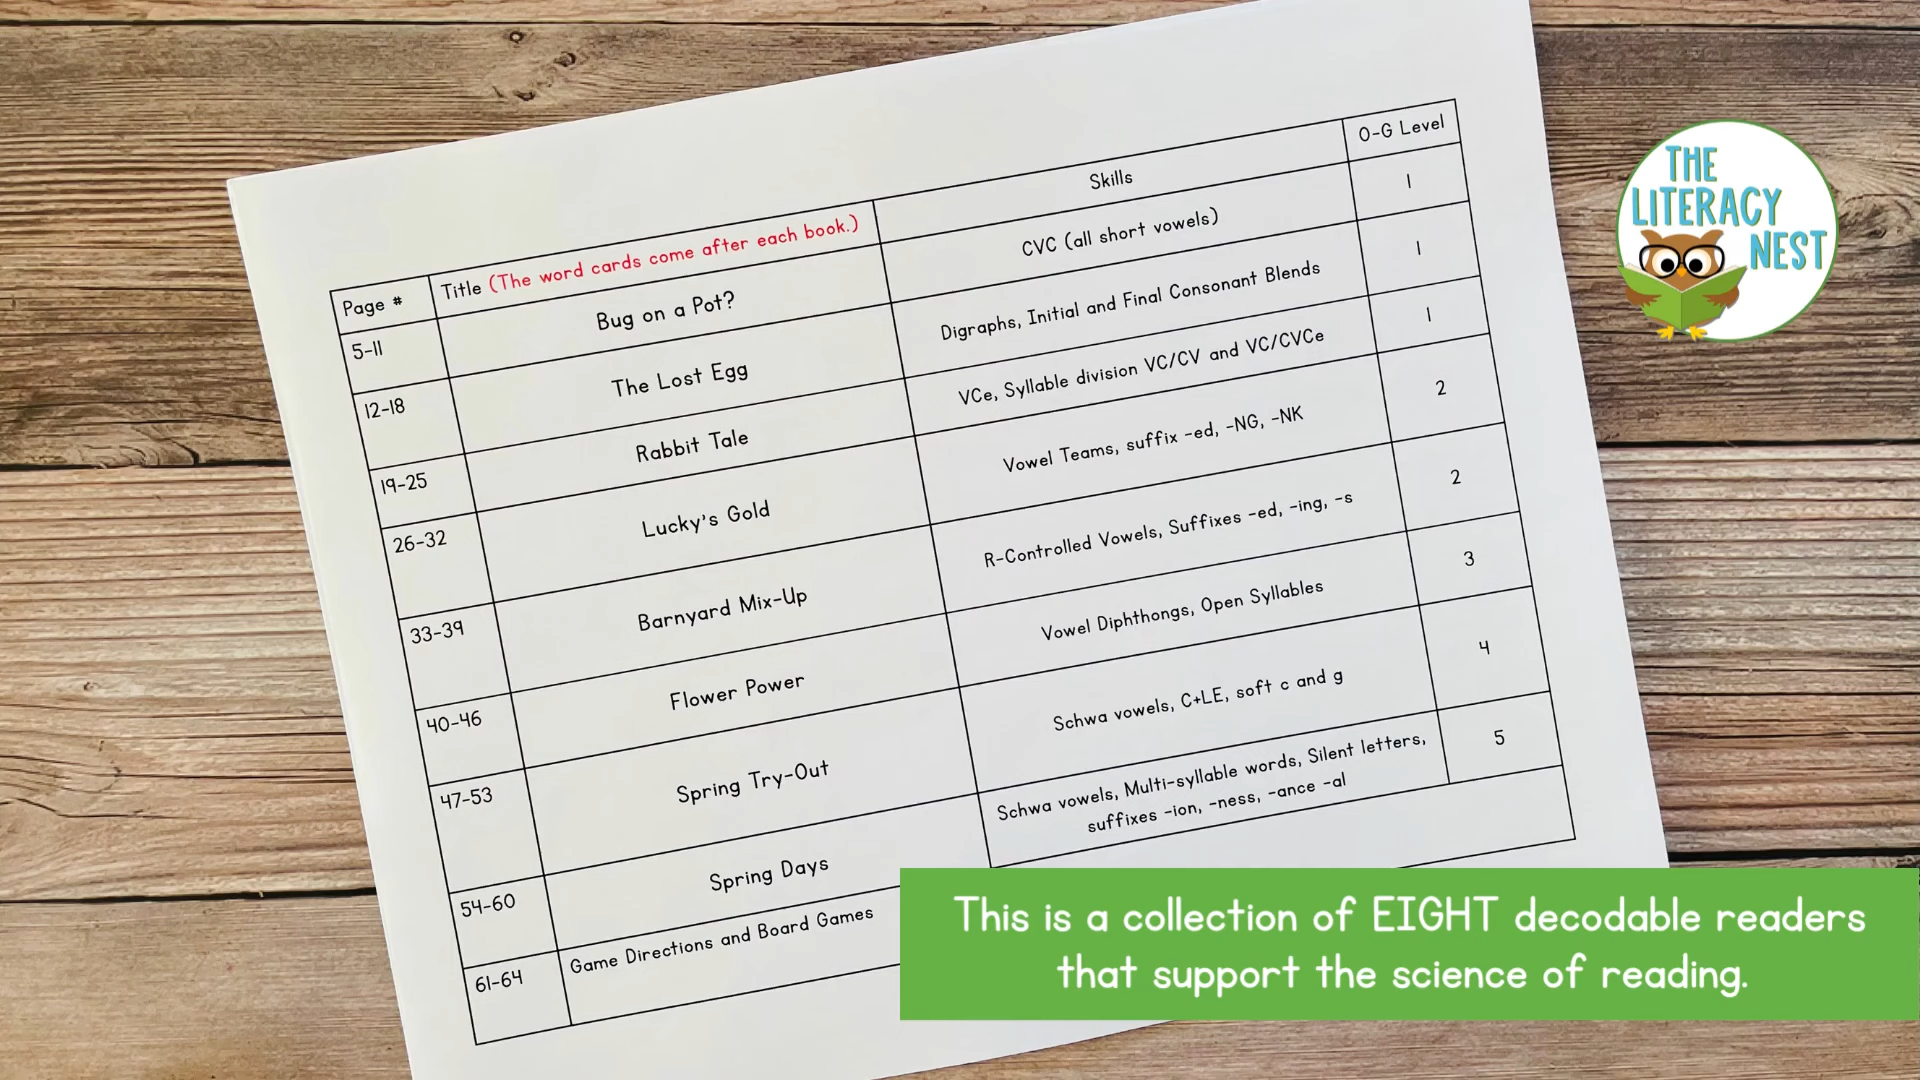 Page # Title (The word cards come after each book.) Skills O-G Level
5-11 Bug on a Pot? CVC (all short vowels) 1
12-18 The Lost Egg Digraphs, Initial and Final Consonant Blends 1
19-25 Rabbit Tale VCe, Syllable division VC/CV and VC/CVCe 1
26-32 Lucky's Gold Vowel Teams, suffix -ed, -NG, -NK 2
33-39 Barnyard Mix-Up R-Controlled Vowels, Suffixes -ed, -ing, -s 2
40-46 Flower Power Vowel Diphthongs, Open Syllables 3
47-53 Spring Try-Out Schwa vowels, C+LE, soft c and g 4
54-60 Spring Days Schwa vowels, Multi-syllable words, Silent letters, 5
suffixes -ion, -ness, -ance -al
61-64 Game Directions and Board Games
THE
LITERACY
NEST
This is a collection of EIGHT decodable readers
that support the science of reading.